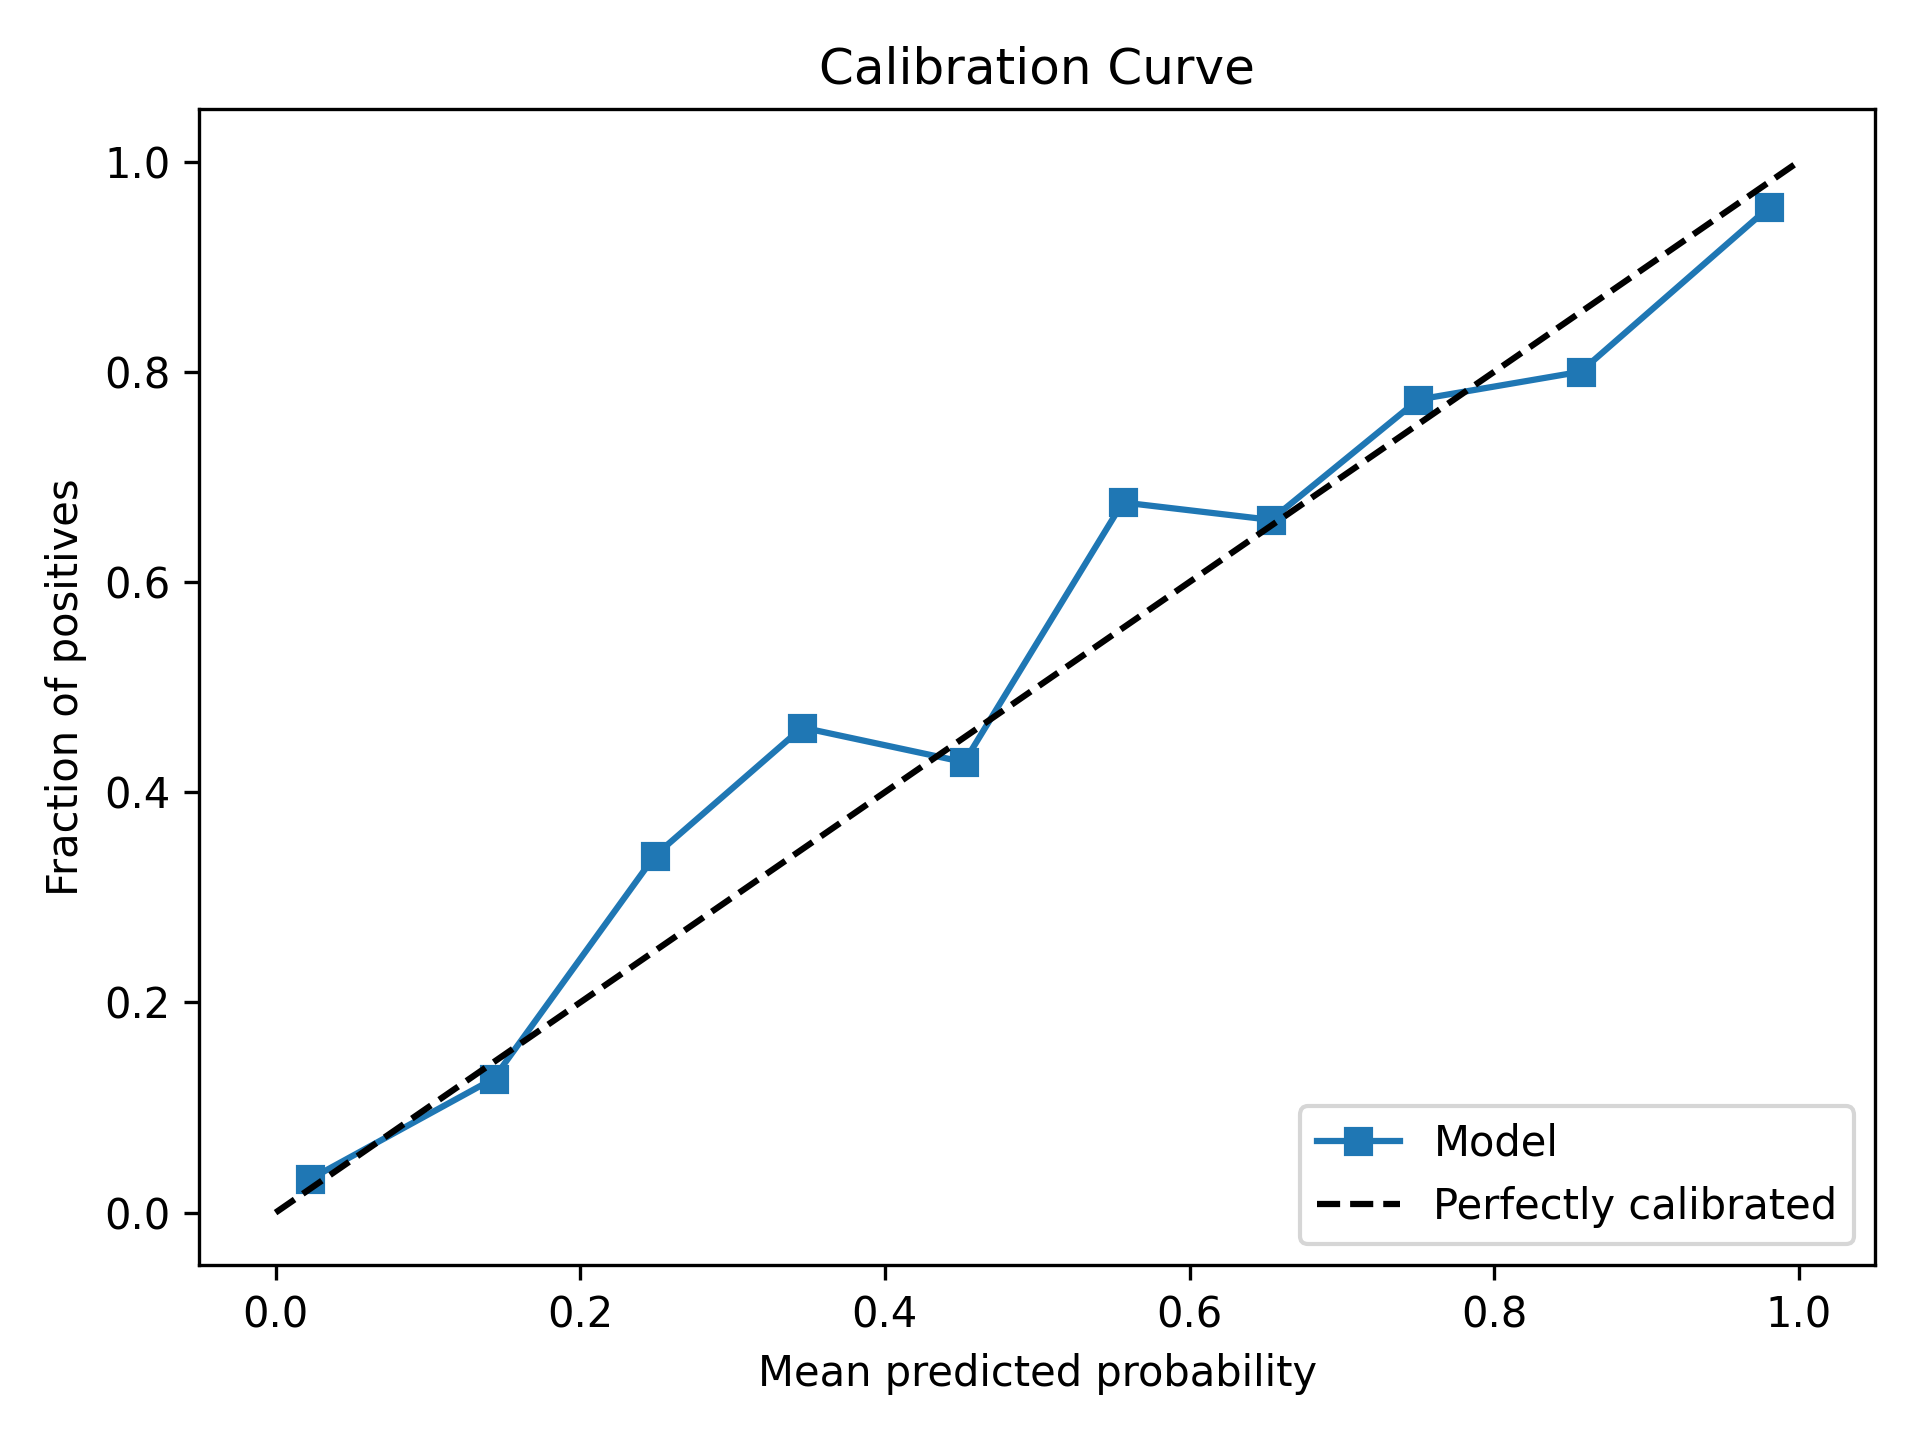 Calibration Curve
1.0
0.8
0.6
0.4
0.2
0.0
Fraction of positives
0.0 0.2 0.4 0.6 0.8 1.0
Mean predicted probability
Model
Perfectly calibrated